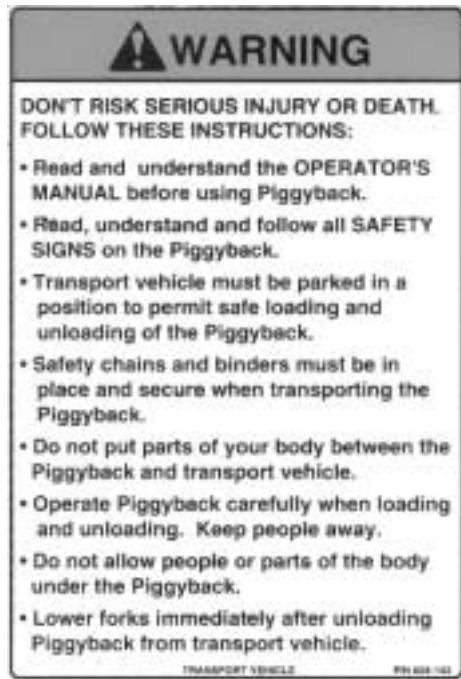 WARNING
DON'T RISK SERIOUS INJURY OR DEATH.
FOLLOW THESE INSTRUCTIONS:
• Read and understand the OPERATOR'S
MANUAL before using Piggyback.
• Read, understand and follow all SAFETY
SIGNS on the Piggyback.
• Transport vehicle must be parked in a
position to permit safe loading and
unloading of the Piggyback.
• Safety chains and binders must be in
place and secure when transporting the
Piggyback.
• Do not put parts of your body between the
Piggyback and transport vehicle.
• Operate Piggyback carefully when loading
and unloading. Keep people away.
• Do not allow people or parts of the body
under the Piggyback.
• Lower forks immediately after unloading
Piggyback from transport vehicle.
TRANSPORT VEHICLE P/N